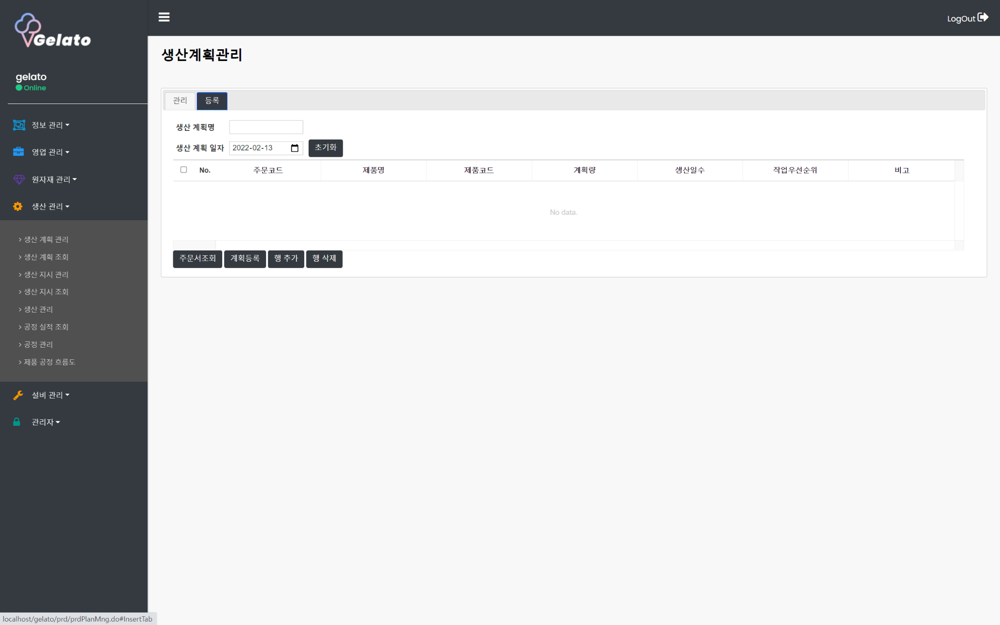 Gelato
LogOut
gelato
Online
생산계획관리
정보 관리
영업 관리
원자재 관리
생산 관리
> 생산 계획 관리
> 생산 계획 조회
> 생산 지시 관리
> 생산 지시 조회
> 생산 관리
> 공정 실적 조회
> 공정 관리
> 제품 공정 흐름도
설비 관리
관리자
관리 등록
생산 계획명
생산 계획 일자 2022-02-13 초기화
No. 주문코드 제품명 제품코드 계획량 생산일수 작업우선순위 비고
No data.
주문서조회 계획등록 행 추가 행 삭제
localhost/gelato/prd/prdPlanMng.do#InsertTab